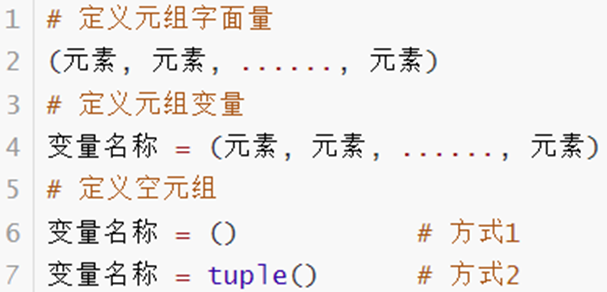 1 # 定义元组字面量
2 (元素, 元素, ......, 元素)
3 # 定义元组变量
4 变量名称 = (元素, 元素, ......, 元素)
5 # 定义空元组
6 变量名称 = () # 方式1
7 变量名称 = tuple() # 方式2